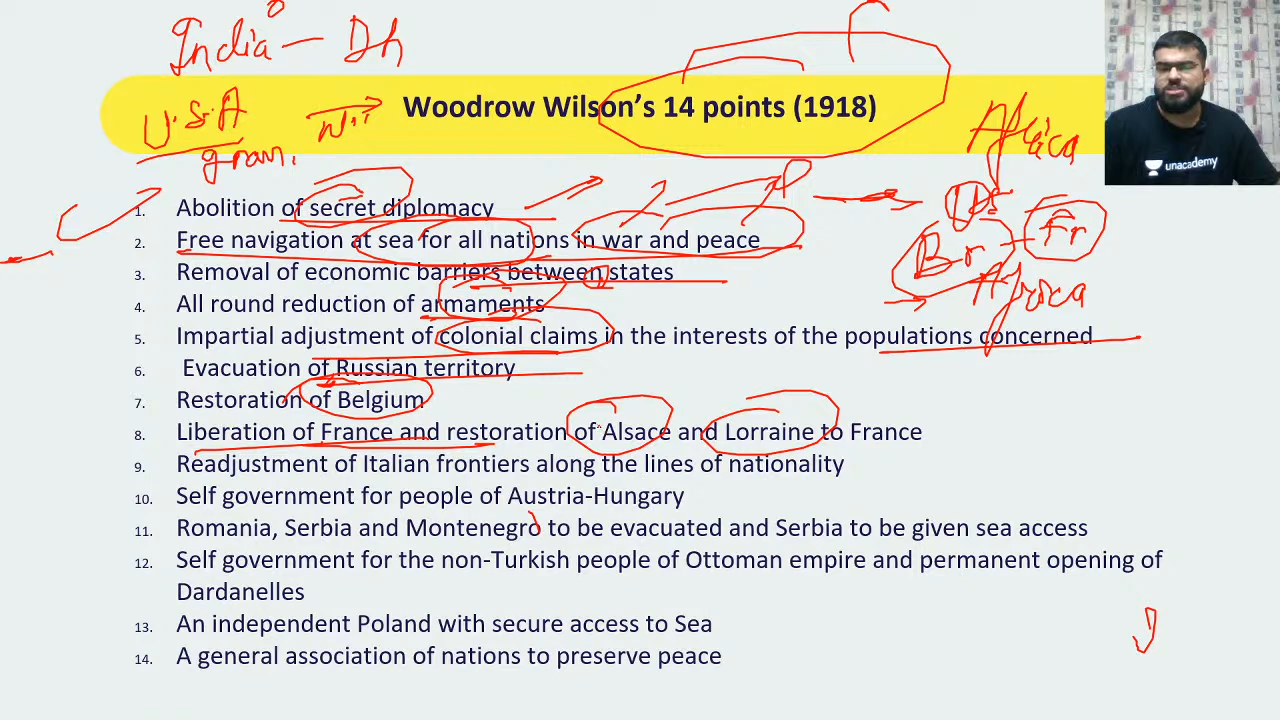 India - Dh
U.S.A
gram.
Woodrow Wilson's 14 points (1918)
Africa
unacademy
1. Abolition of secret diplomacy
2. Free navigation at sea for all nations in war and peace
Br - Fr
3. Removal of economic barriers between states
Africa
4. All round reduction of armaments
5. Impartial adjustment of colonial claims in the interests of the populations concerned
6. Evacuation of Russian territory
7. Restoration of Belgium
8. Liberation of France and restoration of Alsace and Lorraine to France
9. Readjustment of Italian frontiers along the lines of nationality
10. Self government for people of Austria-Hungary
11. Romania, Serbia and Montenegro to be evacuated and Serbia to be given sea access
12. Self government for the non-Turkish people of Ottoman empire and permanent opening of
Dardanelles
13. An independent Poland with secure access to Sea
14. A general association of nations to preserve peace